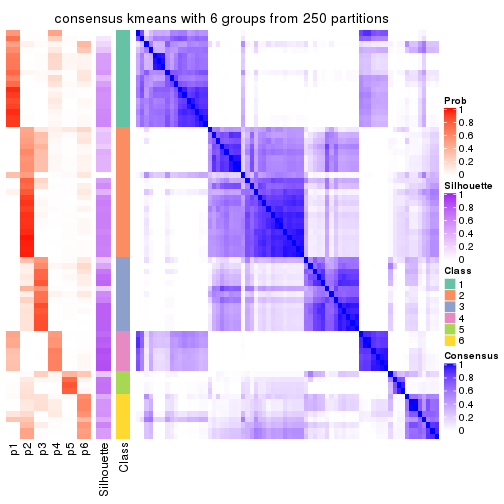 consensus kmeans with 6 groups from 250 partitions
Prob
1
0.8
0.6
0.4
0.2
0
Silhouette
1
0.8
0.6
0.4
0.2
0
Class
1
2
3
4
5
6
Consensus
1
0.8
0.6
0.4
0.2
0
p1
p2
p3
p4
p5
p6
Silhouette
Class